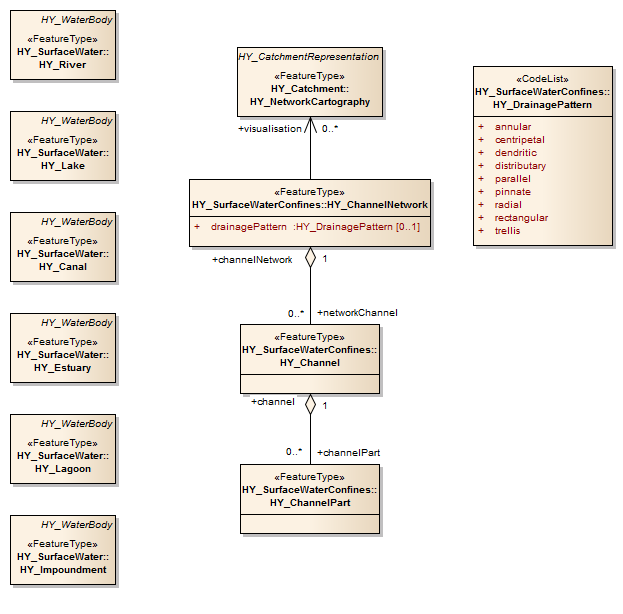 HY_WaterBody
«FeatureType»
HY_SurfaceWater::
HY_River
HY_WaterBody
«FeatureType»
HY_SurfaceWater::
HY_Lake
HY_WaterBody
«FeatureType»
HY_SurfaceWater::
HY_Canal
HY_WaterBody
«FeatureType»
HY_SurfaceWater::
HY_Estuary
HY_WaterBody
«FeatureType»
HY_SurfaceWater::
HY_Lagoon
HY_WaterBody
«FeatureType»
HY_SurfaceWater::
HY_Impoundment
HY_CatchmentRepresentation
«FeatureType»
HY_Catchment::
HY_NetworkCartography
+visualisation 0..*
«FeatureType»
HY_SurfaceWaterConfines::HY_ChannelNetwork
+ drainagePattern :HY_DrainagePattern [0..1]
+channelNetwork 1
0..* +networkChannel
«FeatureType»
HY_SurfaceWaterConfines::
HY_Channel
+channel 1
0..* +channelPart
«FeatureType»
HY_SurfaceWaterConfines::
HY_ChannelPart
«CodeList»
HY_SurfaceWaterConfines::
HY_DrainagePattern
+ annular
+ centripetal
+ dendritic
+ distributary
+ parallel
+ pinnate
+ radial
+ rectangular
+ trellis